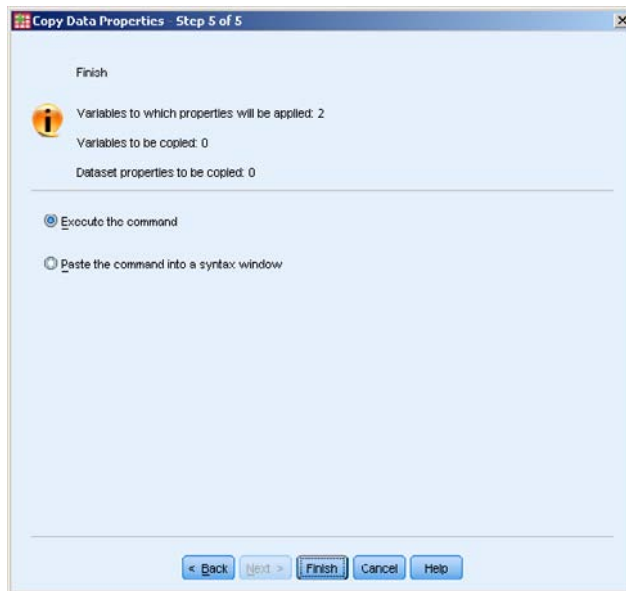 Copy Data Properties - Step 5 of 5
Finish
Variables to which properties will be applied: 2
Variables to be copied: 0
Dataset properties to be copied: 0
Execute the command
Paste the command into a syntax window
< Back Next > Finish Cancel Help